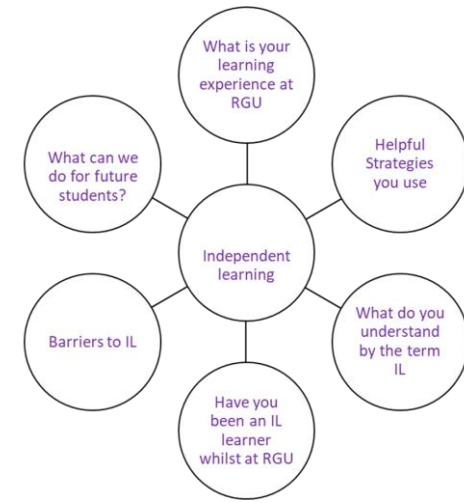 What is your
learning
experience at
RGU
Helpful
Strategies
you use
What do you
understand
by the term
IL
Have you
been an IL
learner
whilst at RGU
Barriers to IL
What can we
do for future
students?
Independent
learning